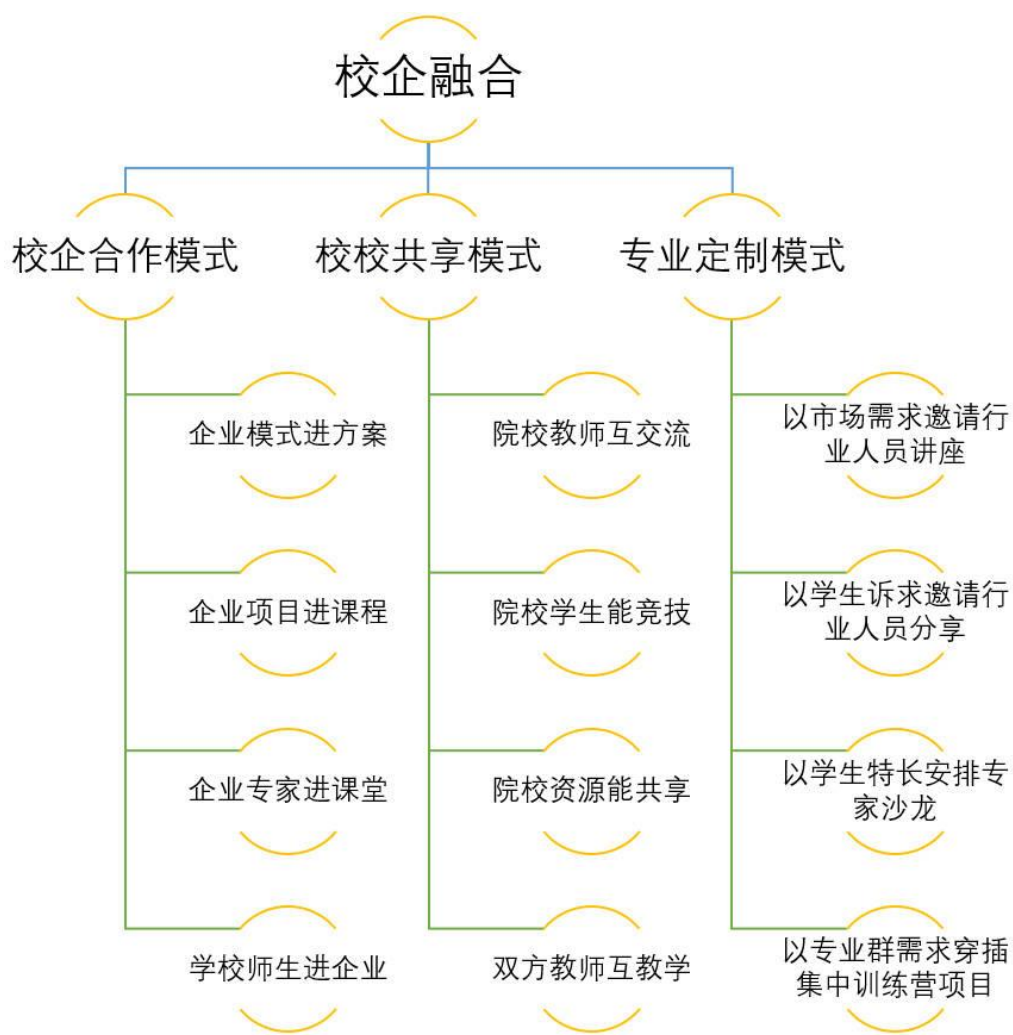 校企融合
校企合作模式
校校共享模式
专业定制模式
企业模式进方案
企业项目进课程
企业专家进课堂
学校师生进企业
院校教师互交流
院校学生能竞技
院校资源能共享
双方教师互教学
以市场需求邀请行
业人员讲座
以学生诉求邀请行
业人员分享
以学生特长安排专
家沙龙
以专业群需求穿插
集中训练营项目